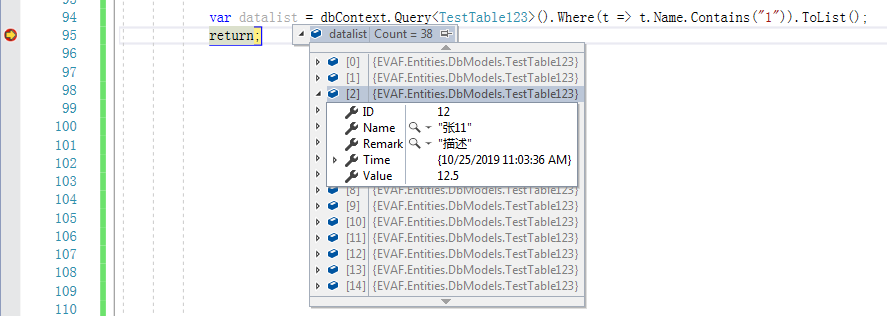 93
94 var datalist = dbContext.Query<TestTable123>().Where(t => t.Name.Contains("1")).ToList();
95 return; datalist Count = 38
96
97 [0] {EVAF.Entities.DbModels.TestTable123}
98 [1] {EVAF.Entities.DbModels.TestTable123}
98 [2] {EVAF.Entities.DbModels.TestTable123}
99 ID 12
100 Name "张11"
101 Remark "描述"
102 Time {10/25/2019 11:03:36 AM}
103 Value 12.5
104 [8] {EVAF.Entities.DbModels.TestTable123}
105 [9] {EVAF.Entities.DbModels.TestTable123}
106 [10] {EVAF.Entities.DbModels.TestTable123}
107 [11] {EVAF.Entities.DbModels.TestTable123}
108 [12] {EVAF.Entities.DbModels.TestTable123}
108 [13] {EVAF.Entities.DbModels.TestTable123}
109 [14] {EVAF.Entities.DbModels.TestTable123}
110